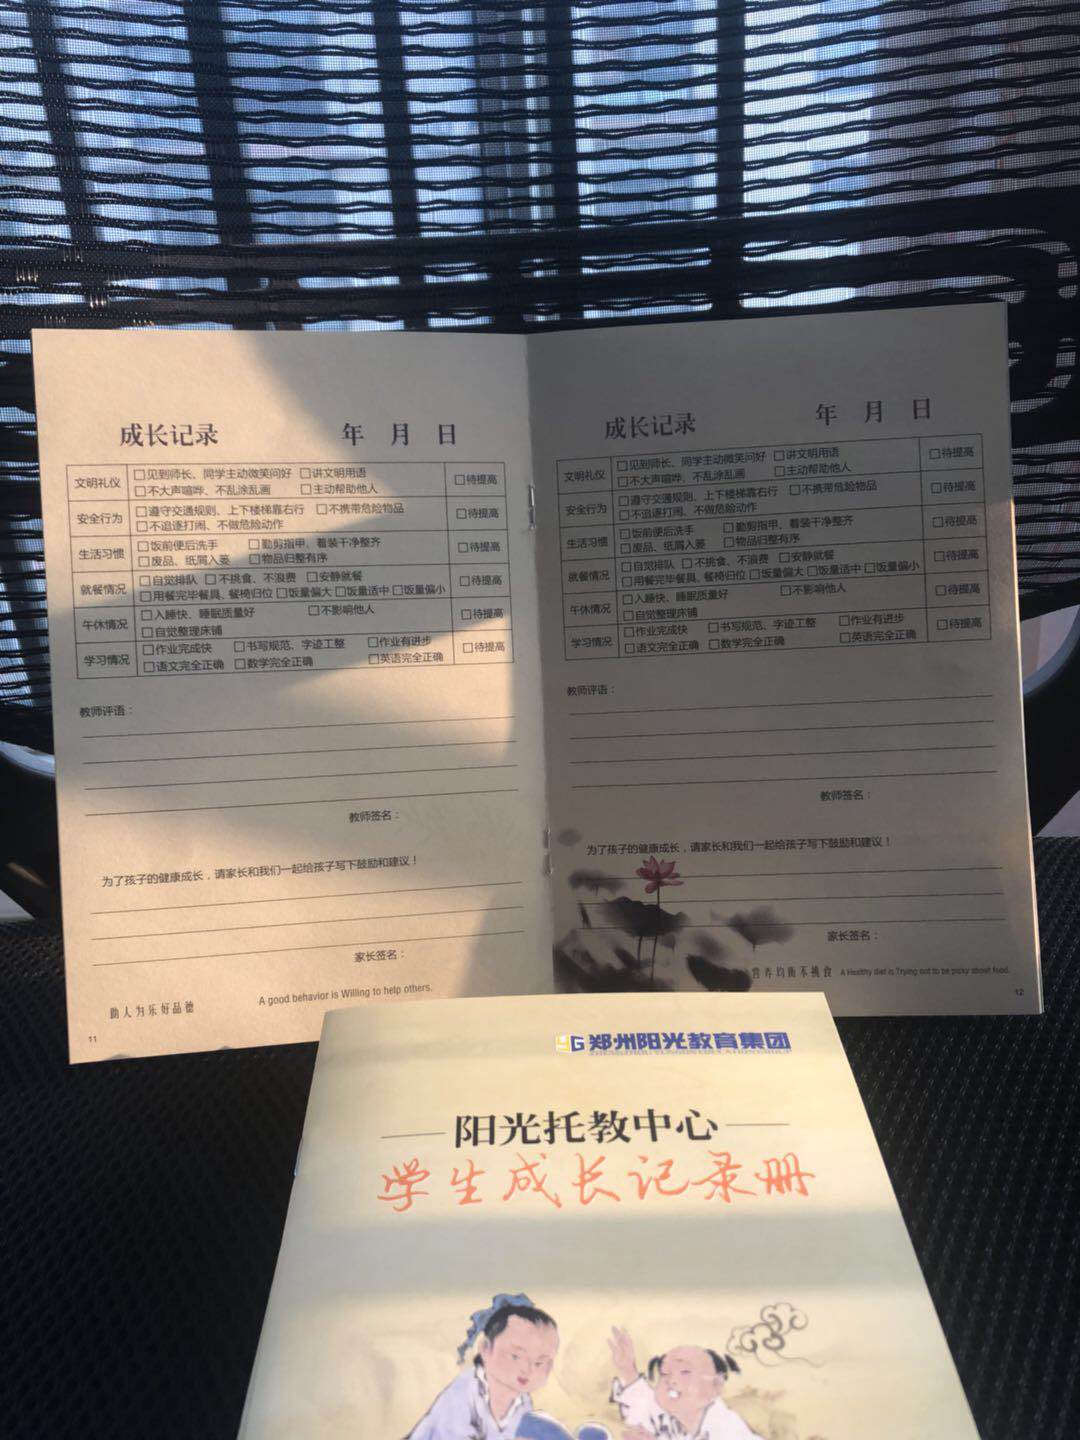 成长记录 年 月 日
文明礼仪 □见到师长、同学主动微笑问好 □讲文明用语 □待提高
□不大声喧哗、不乱涂乱画 □主动帮助他人
安全行为 □遵守交通规则、上下楼梯靠右行 □不携带危险物品 □待提高
□不追逐打闹、不做危险动作
生活习惯 □饭前便后洗手 □勤剪指甲，着装干净整齐 □待提高
□废品、纸屑入篓 □物品归整有序
就餐情况 □自觉排队 □不挑食、不浪费 □安静就餐 □待提高
□用餐完毕餐具、餐椅归位 □饭量偏大 □饭量适中 □饭量偏小
午休情况 □入睡快、睡眠质量好 □不影响他人 □待提高
□自觉整理床铺
学习情况 □作业完成快 □书写规范、字迹工整 □作业有进步 □待提高
□语文完全正确 □数学完全正确 □英语完全正确
教师评语：
教师签名：
为了孩子的健康成长，请家长和我们一起给孩子写下鼓励和建议！
家长签名：
助人为乐好品德 A good behavior is Willing to help others.
11
成长记录 年 月 日
文明礼仪 □见到师长、同学主动微笑问好 □讲文明用语 □待提高
□不大声喧哗、不乱涂乱画 □主动帮助他人
安全行为 □遵守交通规则、上下楼梯靠右行 □不携带危险物品 □待提高
□不追逐打闹、不做危险动作
生活习惯 □饭前便后洗手 □勤剪指甲、着装干净整齐 □待提高
□废品、纸屑入篓 □物品归整有序
就餐情况 □自觉排队 □不挑食、不浪费 □安静就餐 □待提高
□用餐完毕餐具、餐椅归位 □饭量偏大 □饭量适中 □饭量偏小
午休情况 □入睡快、睡眠质量好 □不影响他人 □待提高
□自觉整理床铺
学习情况 □作业完成快 □书写规范、字迹工整 □作业有进步 □待提高
□语文完全正确 □数学完全正确 □英语完全正确
教师评语：
教师签名：
为了孩子的健康成长，请家长和我们一起给孩子写下鼓励和建议！
家长签名：
营养均衡不挑食 A Healthy diet is Trying not to be picky about food.
12
YG 郑州阳光教育集团
阳光托教中心
学生成长记录册